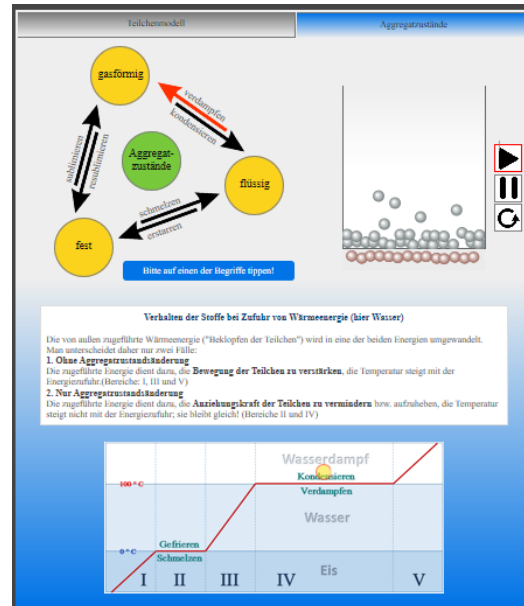 Teilchenmodell
Aggregatzustände
gasförmig
verdampfen
kondensieren
sublimieren
resublimieren
Aggregat-
zustände
flüssig
schmelzen
erstarren
fest
Bitte auf einen der Begriffe tippen!
Verhalten der Stoffe bei Zufuhr von Wärmeenergie (hier Wasser)
Die von außen zugeführte Wärmeenergie ("Beklopfen der Teilchen") wird in eine der beiden Energien umgewandelt.
Man unterscheidet daher nur zwei Fälle:
1. Ohne Aggregatzustandsänderung
Die zugeführte Energie dient dazu, die Bewegung der Teilchen zu verstärken, die Temperatur steigt mit der
Energiezufuhr.(Bereiche: I, III und V)
2. Nur Aggregatzustandsänderung
Die zugeführte Energie dient dazu, die Anziehungskraft der Teilchen zu vermindern bzw. aufzuheben, die Temperatur
steigt nicht mit der Energiezufuhr; sie bleibt gleich! (Bereiche II und IV)
Wasserdampf
Kondensieren
100 ° C
Verdampfen
Wasser
Gefrieren
0 ° C
Schmelzen
Eis
I II III IV V